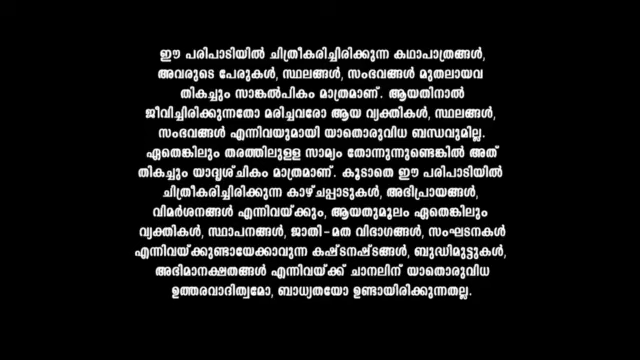 ഈ പരിപാടിയിൽ ചിത്രീകരിച്ചിരിക്കുന്ന കഥാപാത്രങ്ങൾ,
അവരുടെ പേരുകൾ, സ്ഥലങ്ങൾ, സംഭവങ്ങൾ മുതലായവ
തികച്ചും സാങ്കൽപികം മാത്രമാണ്. ആയതിനാൽ
ജീവിച്ചിരിക്കുന്നതോ മരിച്ചവരോ ആയ വ്യക്തികൾ, സ്ഥലങ്ങൾ,
സംഭവങ്ങൾ എന്നിവയുമായി യാതൊരുവിധ ബന്ധവുമില്ല.
ഏതെങ്കിലും തരത്തിലുളള സാമ്യം തോന്നുന്നുണ്ടെങ്കിൽ അത്
തികച്ചും യാദൃശ്ചികം മാത്രമാണ്. കൂടാതെ ഈ പരിപാടിയിൽ
ചിത്രീകരിച്ചിരിക്കുന്ന കാഴ്ചപ്പാടുകൾ, അഭിപ്രായങ്ങൾ,
വിമർശനങ്ങൾ എന്നിവയ്ക്കും, ആയതുമൂലം ഏതെങ്കിലും
വ്യക്തികൾ, സ്ഥാപനങ്ങൾ, ജാതി-മത വിഭാഗങ്ങൾ, സംഘടനകൾ
എന്നിവയ്ക്കുണ്ടായേക്കാവുന്ന കഷ്ടനഷ്ടങ്ങൾ, ബുദ്ധിമുട്ടുകൾ,
അഭിമാനക്ഷതങ്ങൾ എന്നിവയ്ക്ക് ചാനലിന് യാതൊരുവിധ
ഉത്തരവാദിത്വമോ, ബാധ്യതയോ ഉണ്ടായിരിക്കുന്നതല്ല.